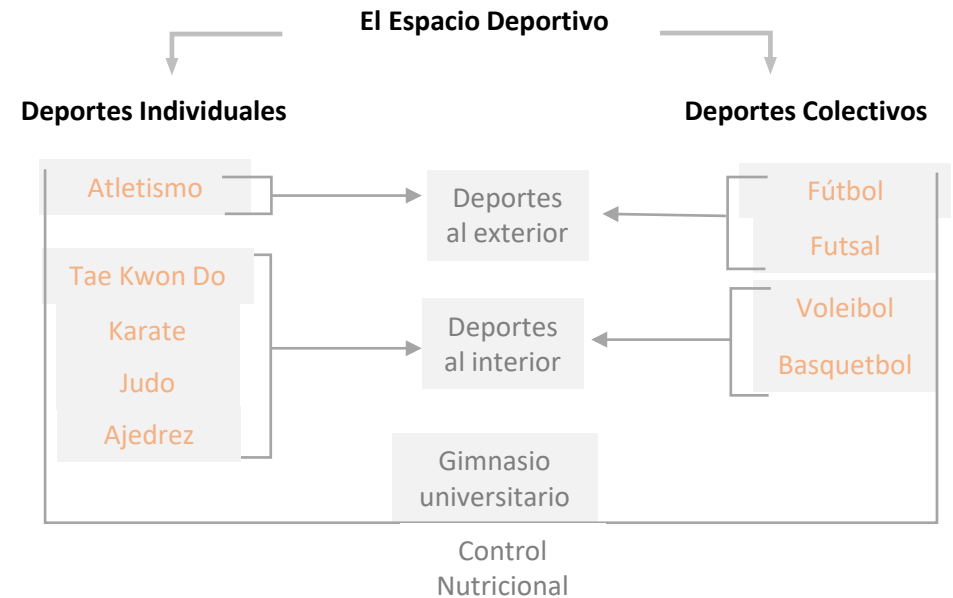 El Espacio Deportivo
Deportes Individuales
Deportes Colectivos
Atletismo
Tae Kwon Do
Karate
Judo
Ajedrez
Deportes
al exterior
Deportes
al interior
Gimnasio
universitario
Control
Nutricional
Fútbol
Futsal
Voleibol
Basquetbol